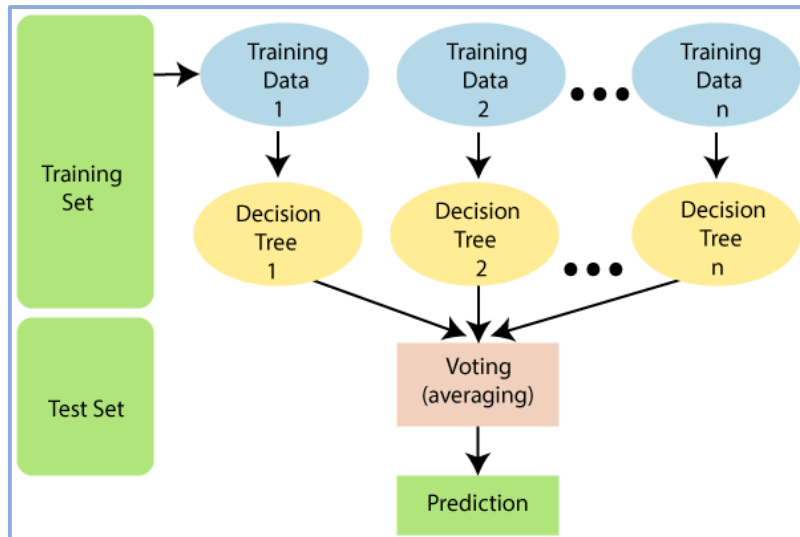 Training
Set
Test Set
Training
Data
1
Training
Data
2
Training
Data
n
Decision
Tree
1
Decision
Tree
2
Decision
Tree
n
Voting
(averaging)
Prediction